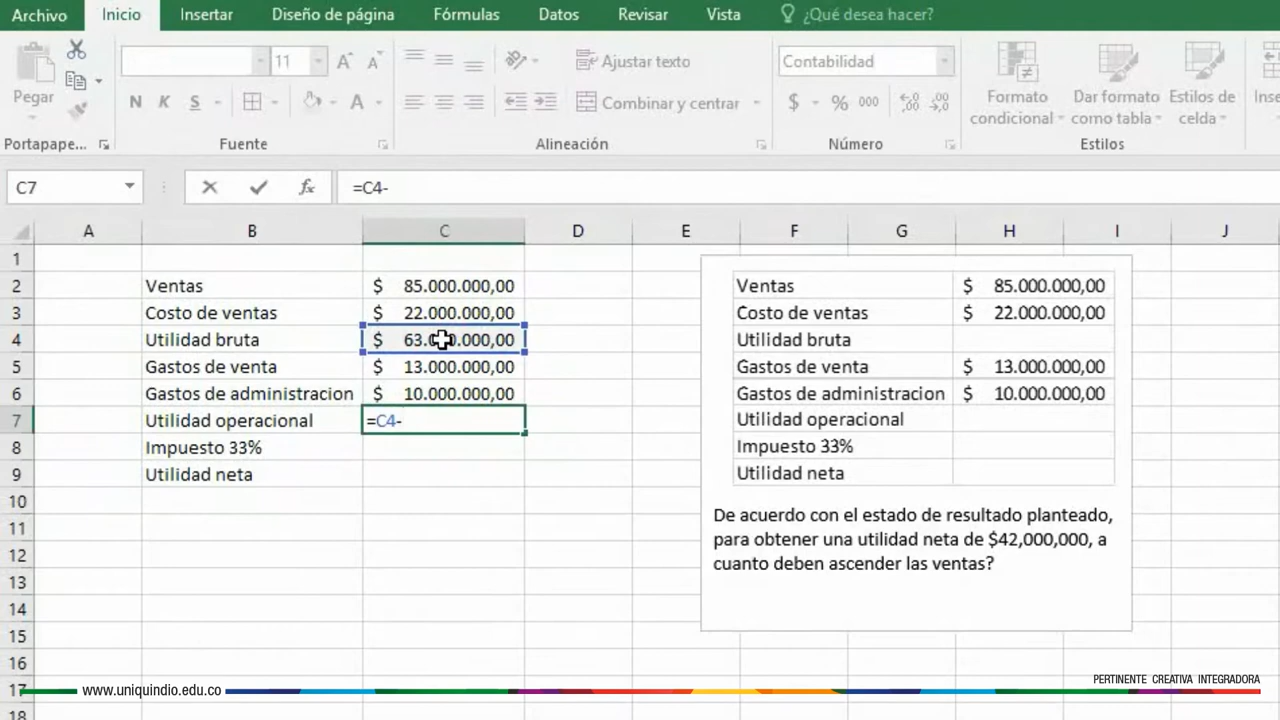 Archivo Inicio Insertar Diseño de página Fórmulas Datos Revisar Vista ¿Qué desea hacer?
Pegar
11 A A
Ajustar texto
Contabilidad
N K S A
Combinar y centrar
$ % 000
Formato condicional
Dar formato como tabla
Estilos de celda
Portapape... Fuente Alineación Número Estilos
C7 fx =C4-
A B C D E F G H I J
1
2 Ventas $ 85.000.000,00
3 Costo de ventas $ 22.000.000,00
4 Utilidad bruta $ 63.000.000,00
5 Gastos de venta $ 13.000.000,00
6 Gastos de administracion $ 10.000.000,00
7 Utilidad operacional =C4-
8 Impuesto 33%
9 Utilidad neta
10
11
12
13
14
15
16
17
18
Ventas $ 85.000.000,00
Costo de ventas $ 22.000.000,00
Utilidad bruta
Gastos de venta $ 13.000.000,00
Gastos de administracion $ 10.000.000,00
Utilidad operacional
Impuesto 33%
Utilidad neta
De acuerdo con el estado de resultado planteado,
para obtener una utilidad neta de $42,000,000, a
cuanto deben ascender las ventas?
www.uniquindio.edu.co
PERTINENTE CREATIVA INTEGRADORA